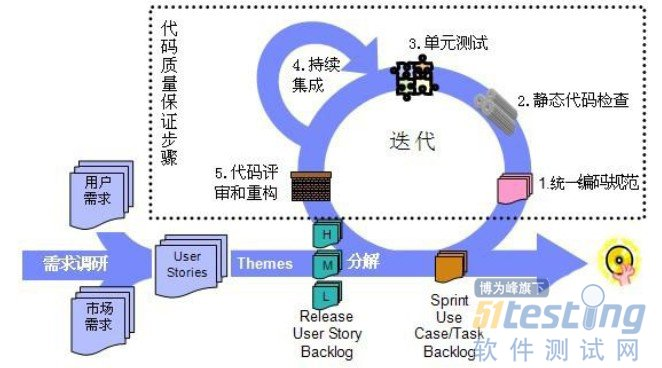 代码质量保证步骤
3.单元测试
4.持续
集成
2.静态代码检查
迭代
5.代码评
审和重构
1.统一编码规范
用户
需求
需求调研
User
Stories
Themes
H
M
L
分解
市场
需求
Release
User Story
Backlog
Sprint
Use
Case/Task
Backlog
博为峰旗下
51testing
软件测试网